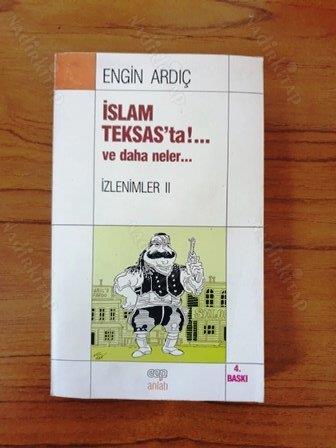 ENGİN ARDIÇ
İSLAM
TEKSAS'ta!...
ve daha neler...
İZLENİMLER II
4.
BASKI
cep
anlatı